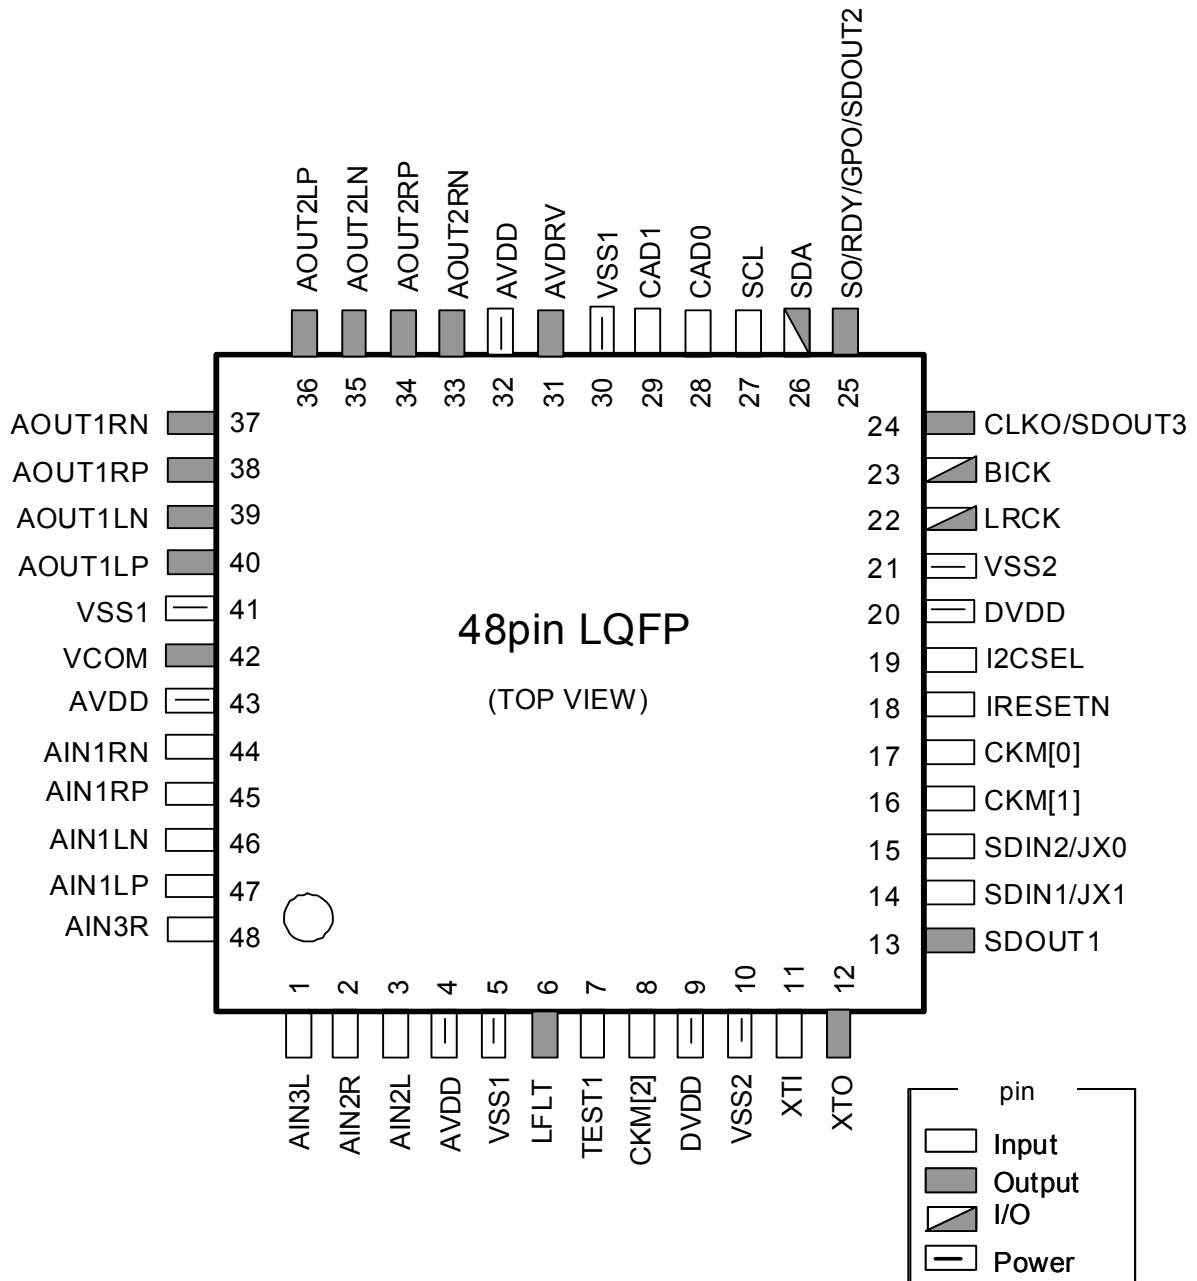 AOUT2LP
AOUT2LN
AOUT2RP
AOUT2RN
AVDD
AVDRV
VSS1
CAD1
CAD0
SCL
SDA
SO/RDY/GPO/SDOUT2
36
35
34
33
32
31
30
29
28
27
26
25
AOUT1RN 37
AOUT1RP 38
AOUT1LN 39
AOUT1LP 40
VSS1 41
VCOM 42
AVDD 43
AIN1RN 44
AIN1RP 45
AIN1LN 46
AIN1LP 47
AIN3R 48
48pin LQFP
(TOP VIEW)
24 CLKO/SDOUT3
23 BICK
22 LRCK
21 VSS2
20 DVDD
19 I2CSEL
18 IRESETN
17 CKM[0]
16 CKM[1]
15 SDIN2/JX0
14 SDIN1/JX1
13 SDOUT1
1
2
3
4
5
6
7
8
9
10
11
12
AIN3L
AIN2R
AIN2L
AVDD
VSS1
LFLT
TEST1
CKM[2]
DVDD
VSS2
XTI
XTO
pin
Input
Output
I/O
Power